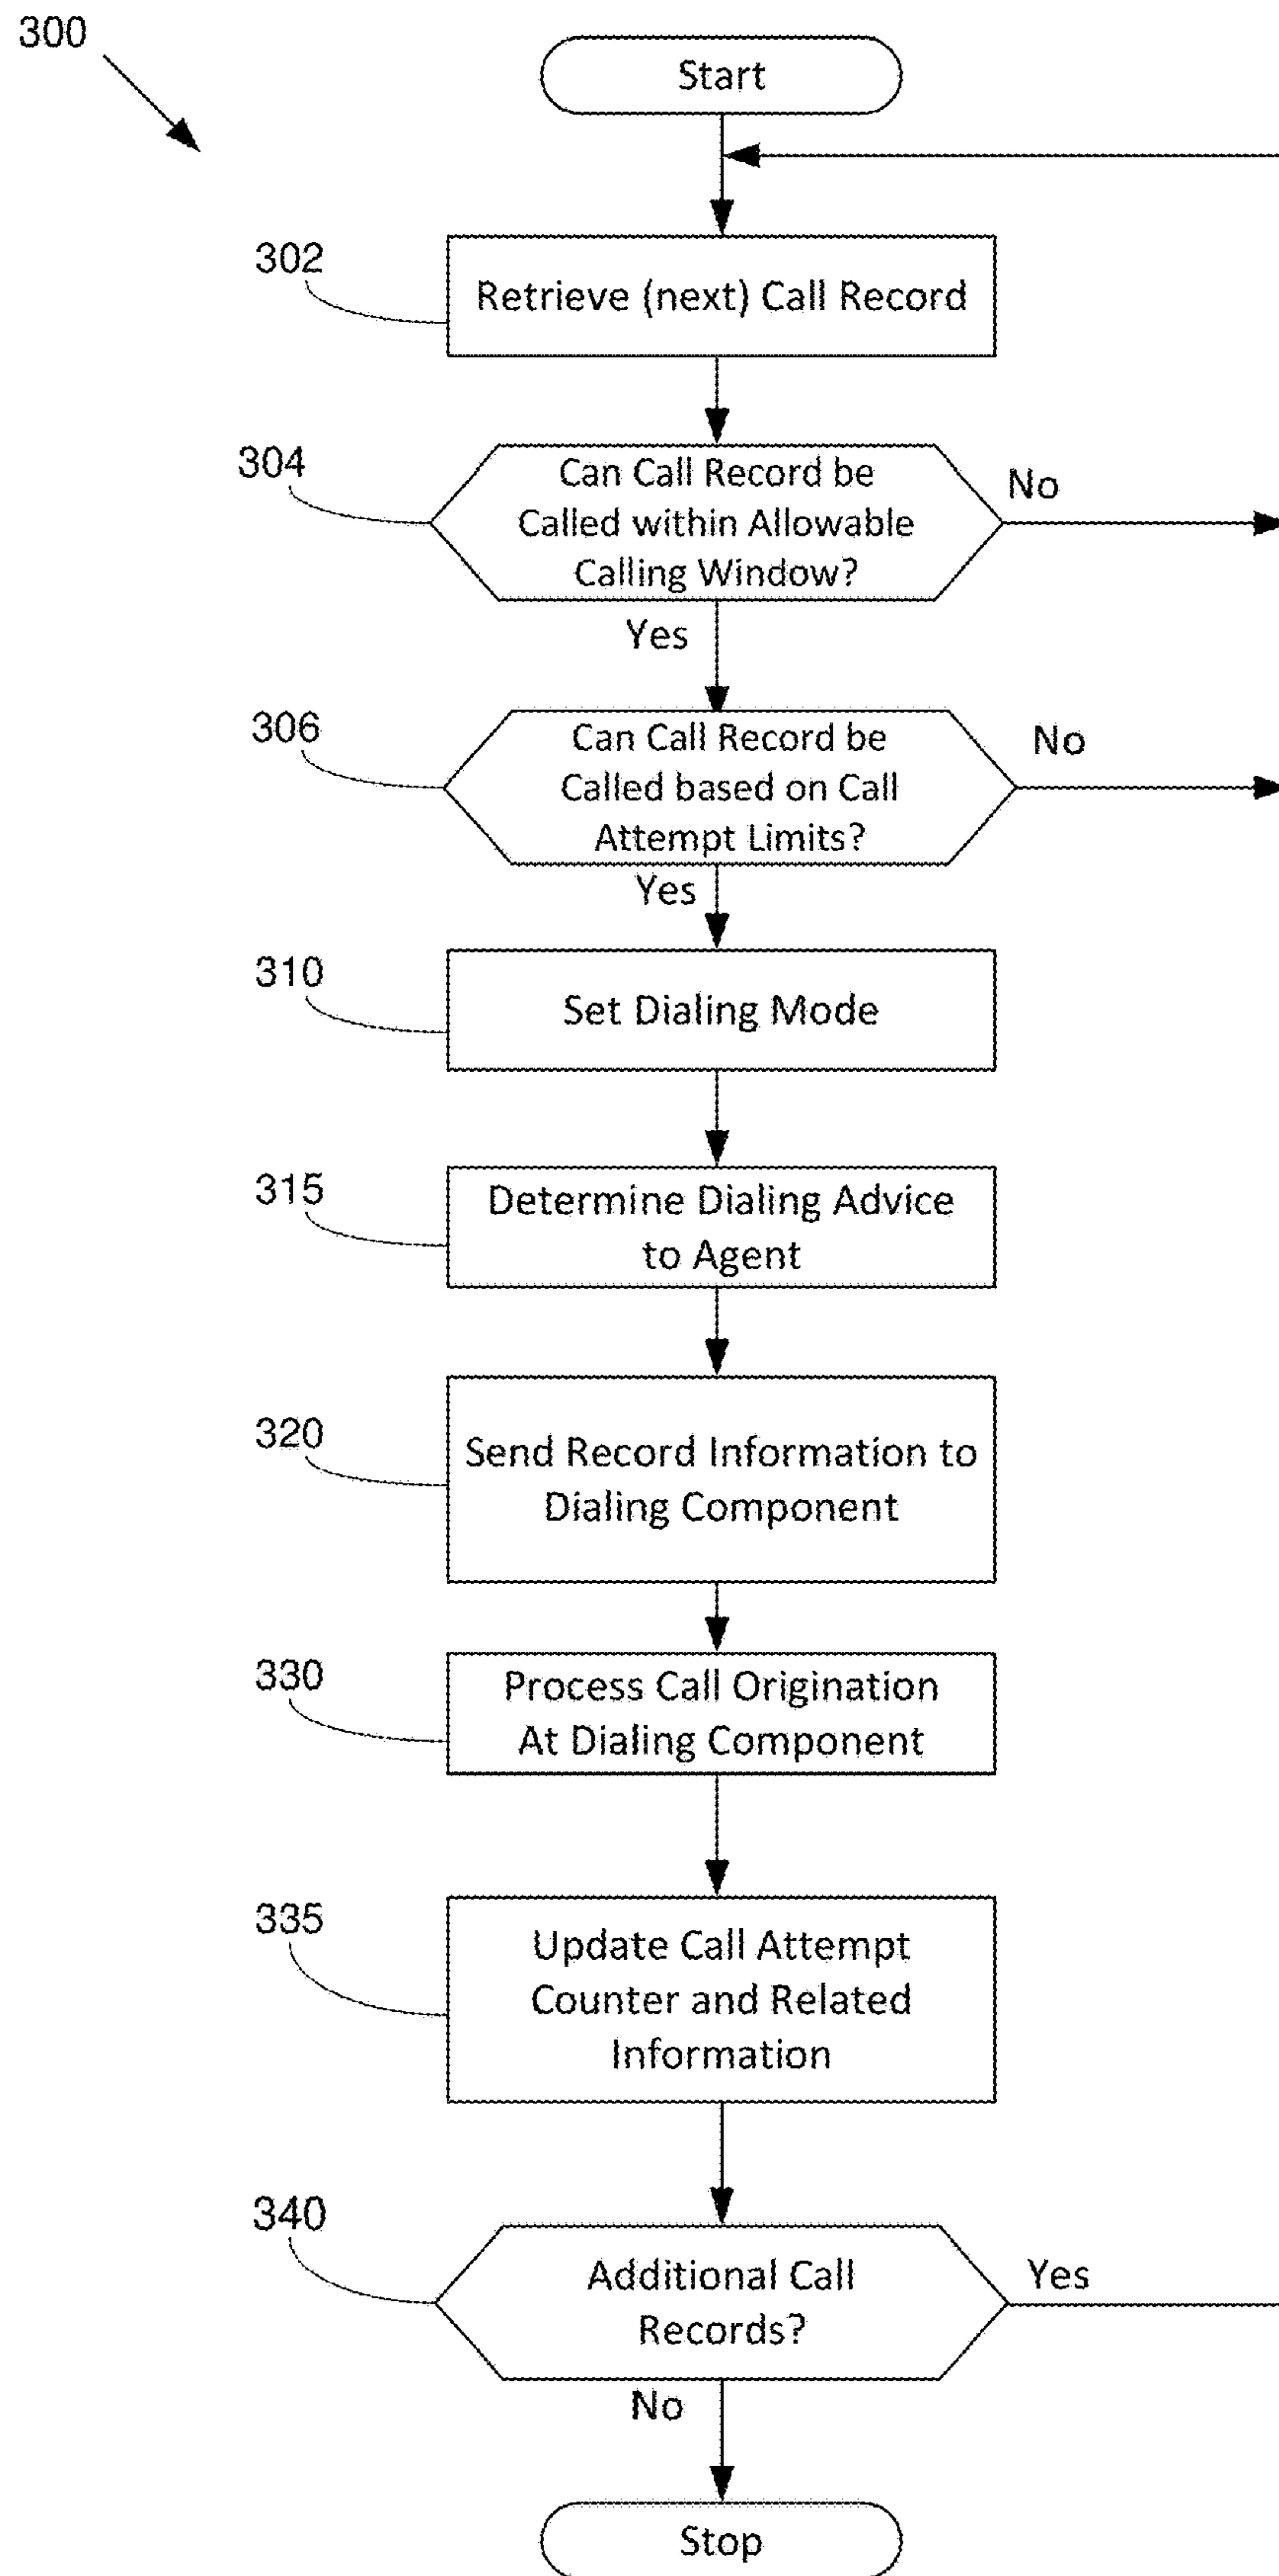 300
Start
302
Retrieve (next) Call Record
304
Can Call Record be
Called within Allowable
Calling Window?
No
Yes
306
Can Call Record be
Called based on Call
Attempt Limits?
No
Yes
310
Set Dialing Mode
315
Determine Dialing Advice
to Agent
320
Send Record Information to
Dialing Component
330
Process Call Origination
At Dialing Component
335
Update Call Attempt
Counter and Related
Information
340
Additional Call
Records?
Yes
No
Stop